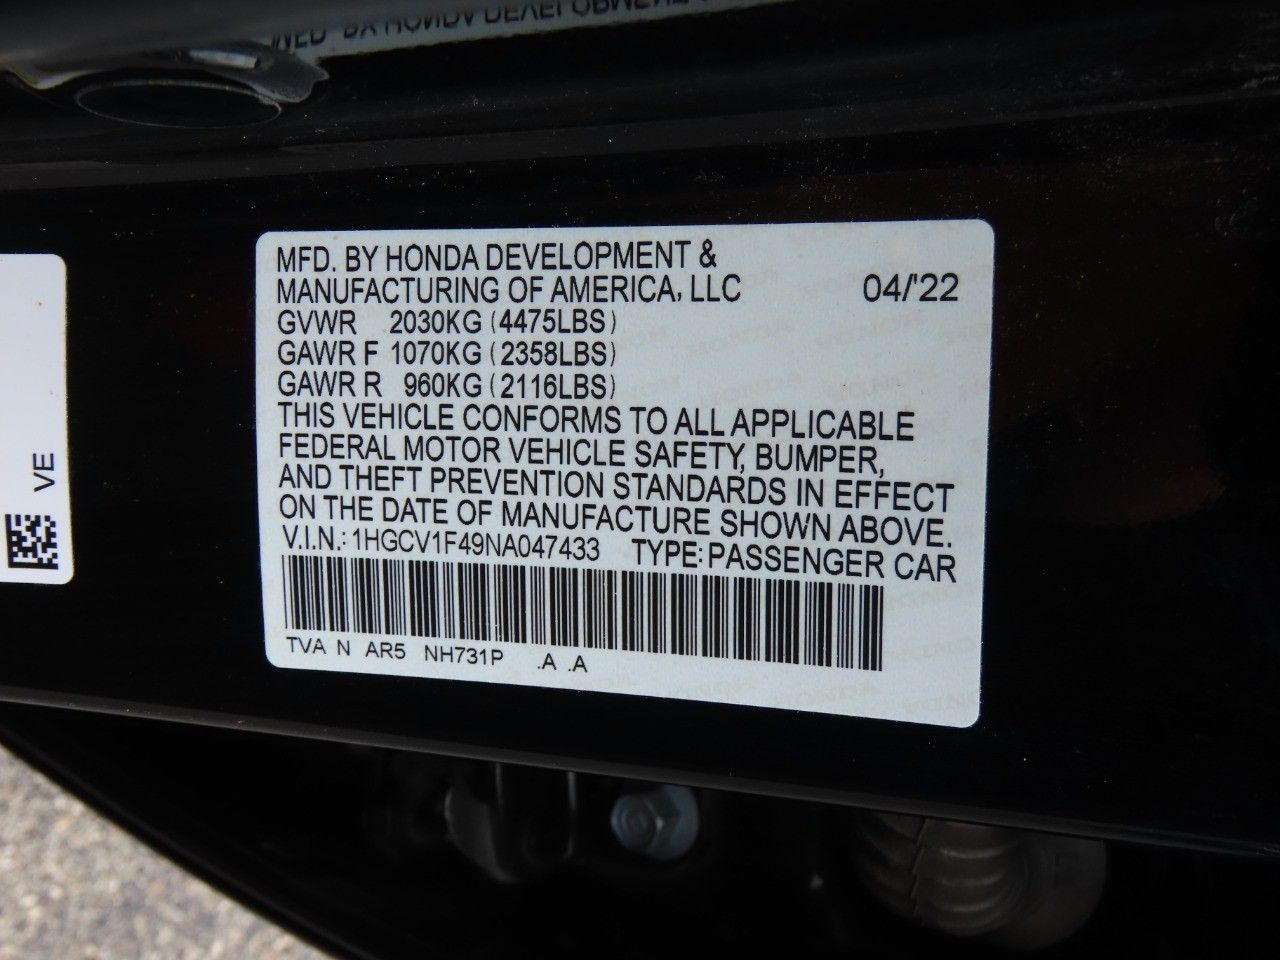 MFD. BY HONDA DEVELOPMENT &
MANUFACTURING OF AMERICA, LLC 04/'22
GVWR 2030KG (4475LBS)
GAWR F 1070KG (2358LBS)
GAWR R 960KG (2116LBS)
THIS VEHICLE CONFORMS TO ALL APPLICABLE
FEDERAL MOTOR VEHICLE SAFETY, BUMPER,
AND THEFT PREVENTION STANDARDS IN EFFECT
ON THE DATE OF MANUFACTURE SHOWN ABOVE.
V.I.N.: 1HGCV1F49NA047433 TYPE: PASSENGER CAR
TVA N AR5 NH731P .A .A
VE